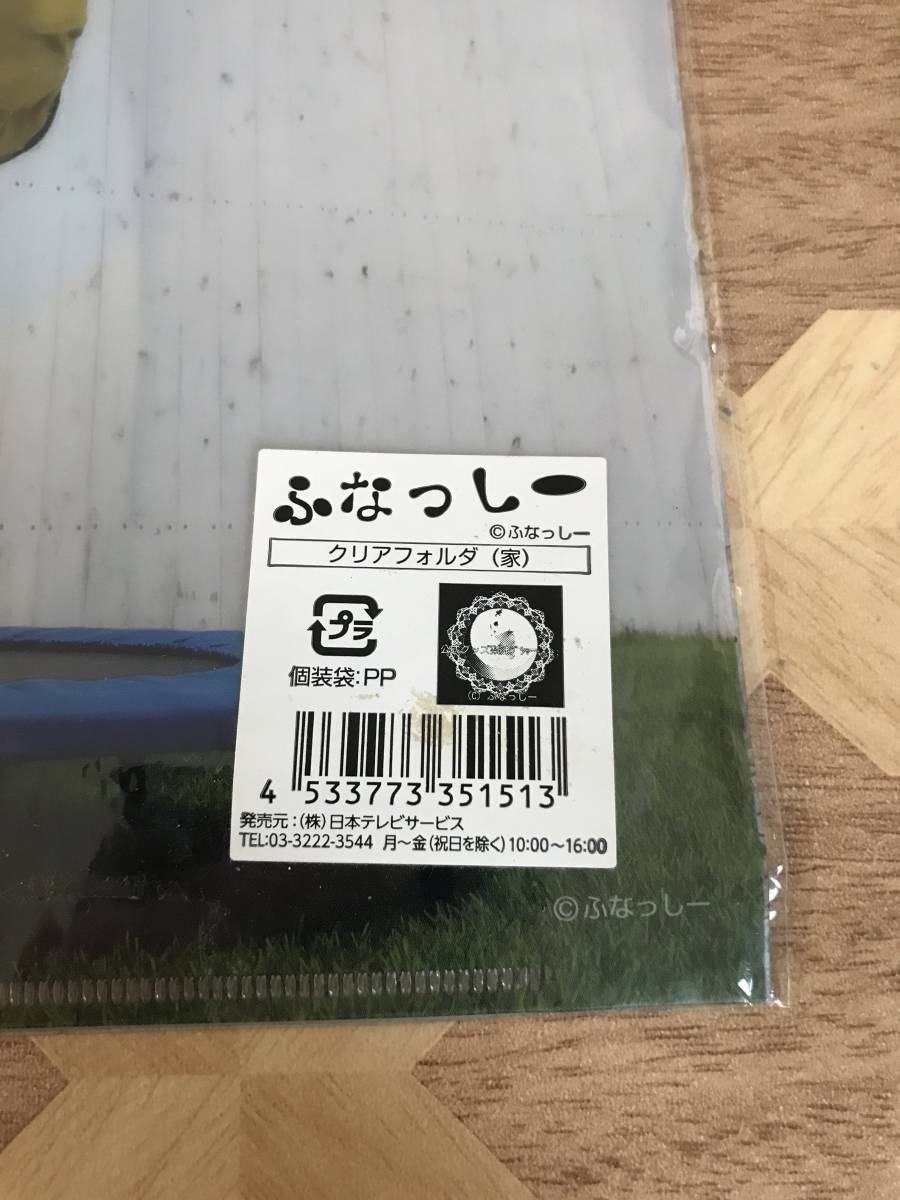 ふなっしー
©ふなっしー
クリアフォルダ（家）
プラ
個装袋:PP
(C) ふなっしー
4 533773 351513
発売元：（株）日本テレビサービス
TEL:03-3222-3544 月〜金（祝日を除く）10:00〜16:00
©ふなっしー